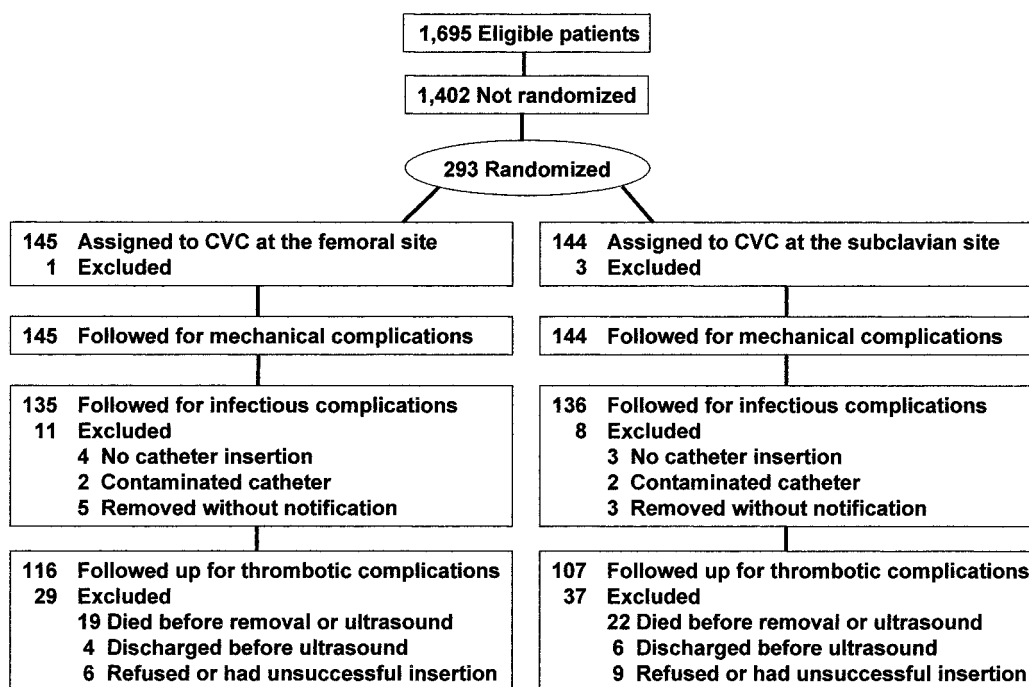 1,695 Eligible patients
1,402 Not randomized
293 Randomized
145 Assigned to CVC at the femoral site
1 Excluded
144 Assigned to CVC at the subclavian site
3 Excluded
145 Followed for mechanical complications
144 Followed for mechanical complications
135 Followed for infectious complications
11 Excluded
4 No catheter insertion
2 Contaminated catheter
5 Removed without notification
136 Followed for infectious complications
8 Excluded
3 No catheter insertion
2 Contaminated catheter
3 Removed without notification
116 Followed up for thrombotic complications
29 Excluded
19 Died before removal or ultrasound
4 Discharged before ultrasound
6 Refused or had unsuccessful insertion
107 Followed up for thrombotic complications
37 Excluded
22 Died before removal or ultrasound
6 Discharged before ultrasound
9 Refused or had unsuccessful insertion